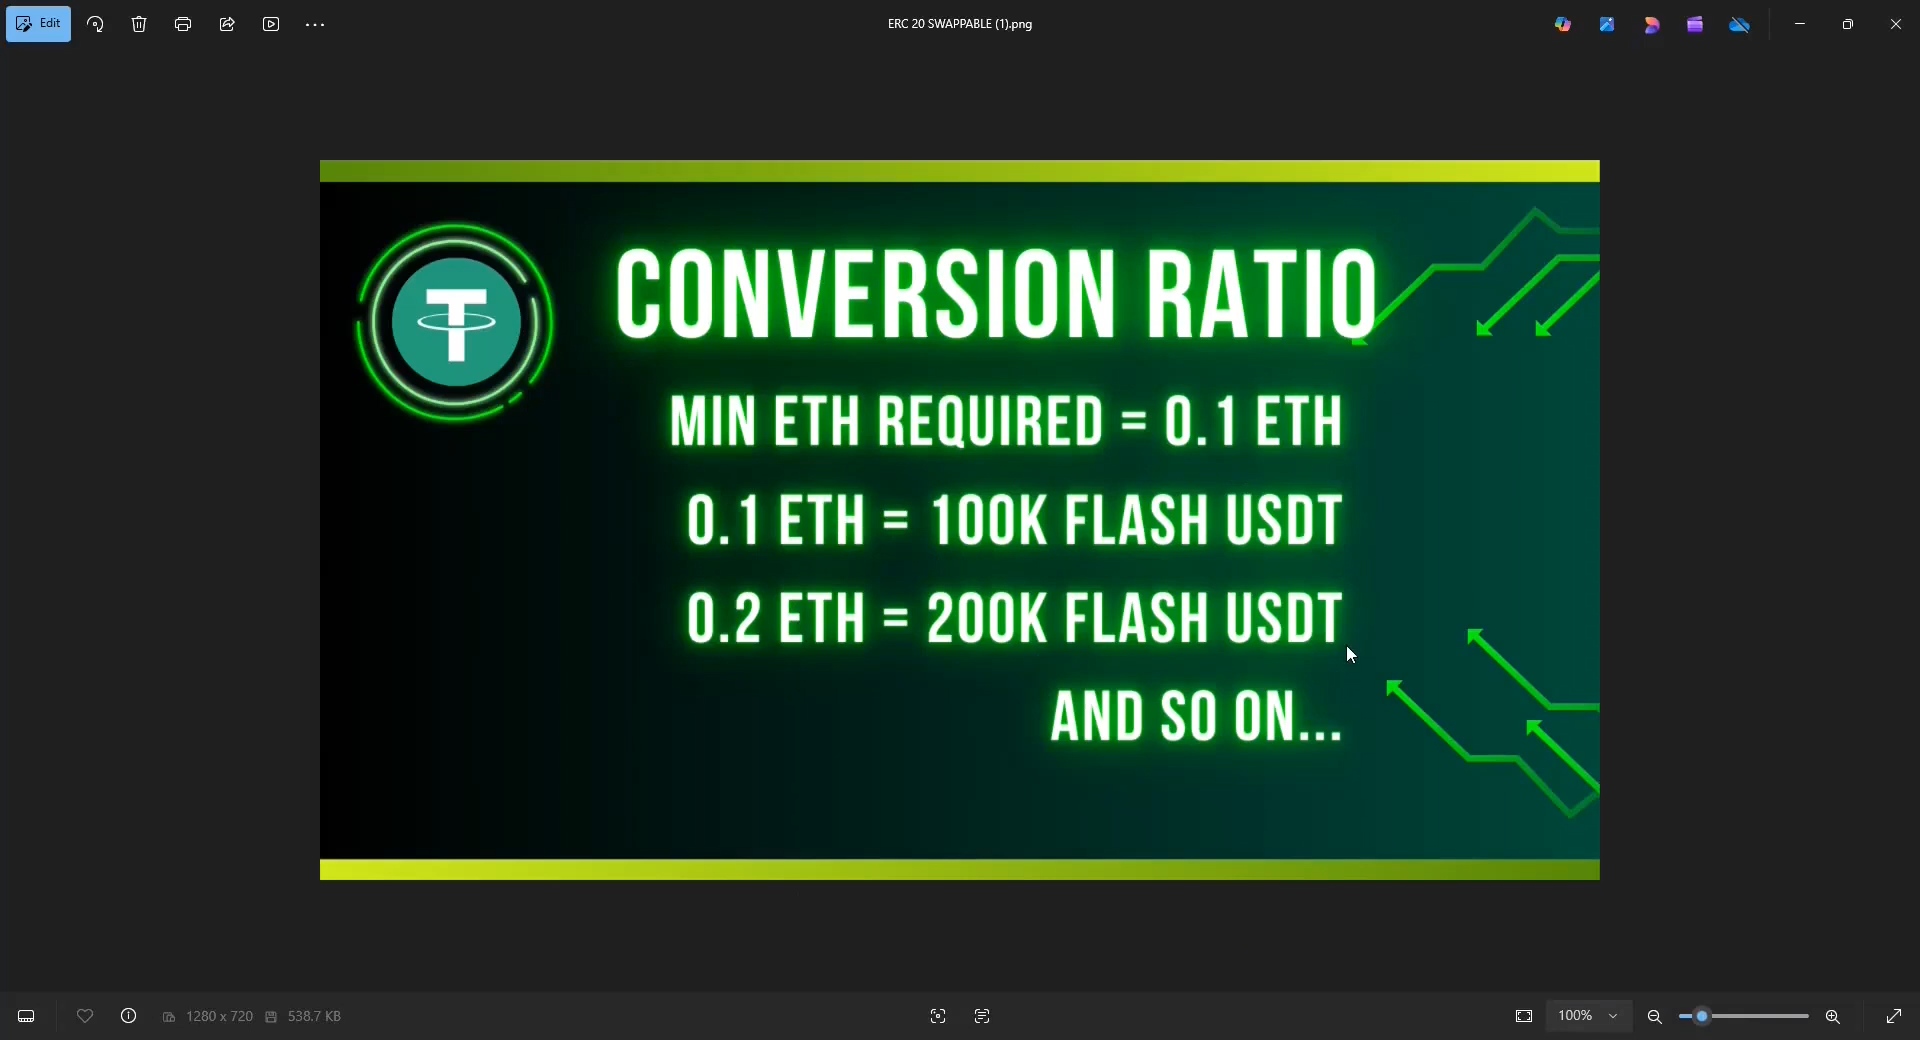 Edit
ERC 20 SWAPPABLE (1).png
CONVERSION RATIO
MIN ETH REQUIRED = 0.1 ETH
0.1 ETH = 100K FLASH USDT
0.2 ETH = 200K FLASH USDT
AND SO ON...
1280 x 720
538.7 KB
100%